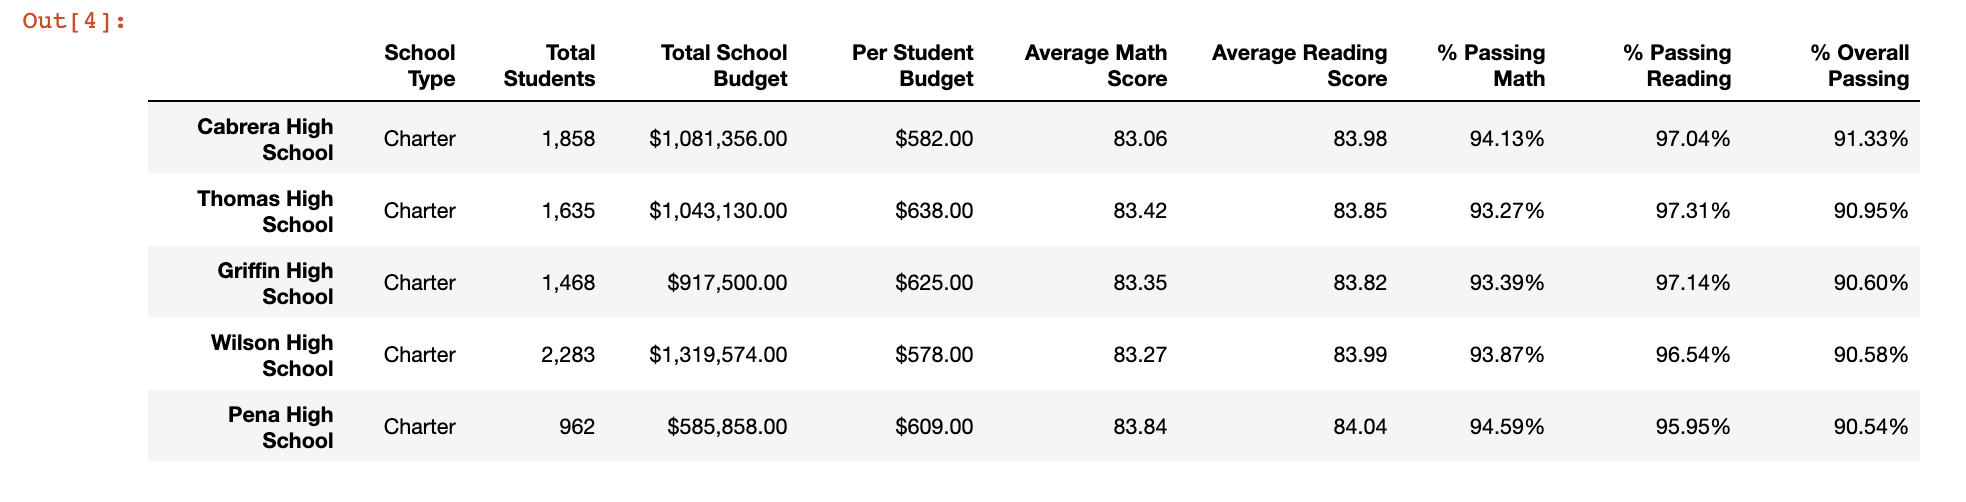 Out[4]:
School Type Total Students Total School Budget Per Student Budget Average Math Score Average Reading Score % Passing Math % Passing Reading % Overall Passing
Cabrera High School Charter 1,858 $1,081,356.00 $582.00 83.06 83.98 94.13% 97.04% 91.33%
Thomas High School Charter 1,635 $1,043,130.00 $638.00 83.42 83.85 93.27% 97.31% 90.95%
Griffin High School Charter 1,468 $917,500.00 $625.00 83.35 83.82 93.39% 97.14% 90.60%
Wilson High School Charter 2,283 $1,319,574.00 $578.00 83.27 83.99 93.87% 96.54% 90.58%
Pena High School Charter 962 $585,858.00 $609.00 83.84 84.04 94.59% 95.95% 90.54%